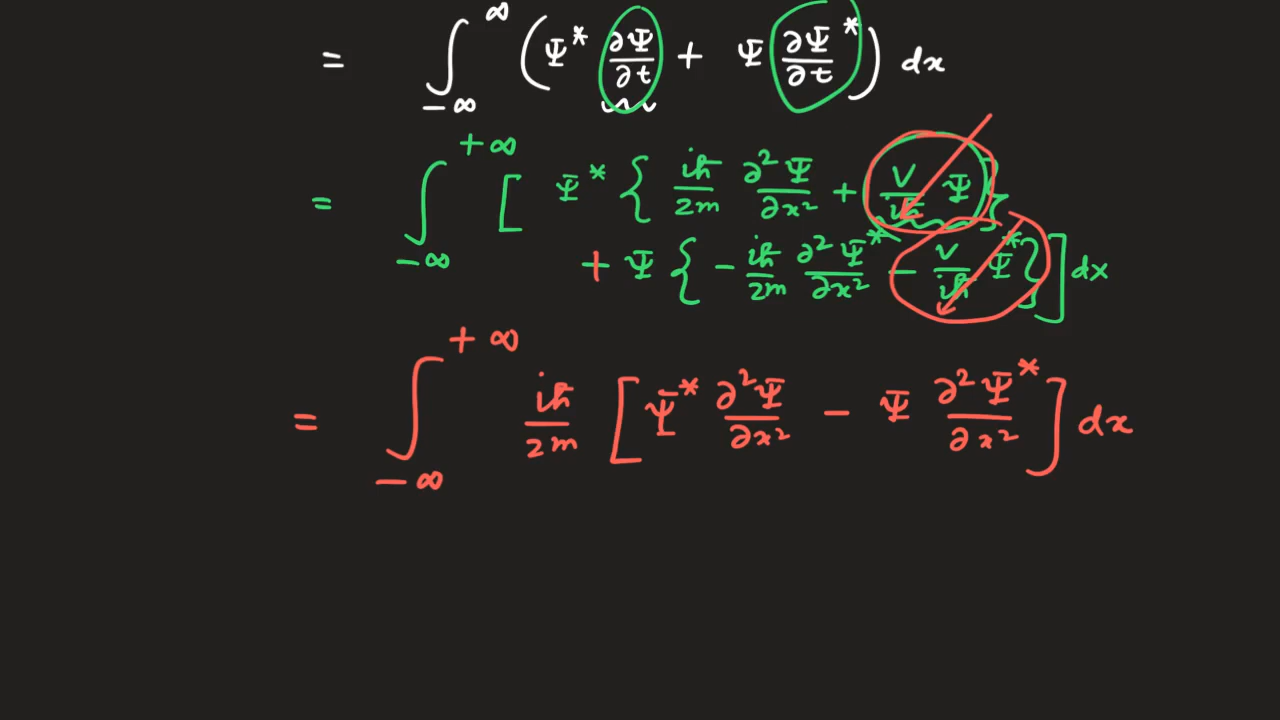 = ∫_{-∞}^{∞} (Ψ* ∂Ψ/∂t + Ψ ∂Ψ*/∂t) dx
= ∫_{-∞}^{+∞} [ Ψ* { iħ/2m ∂²Ψ/∂x² + V/iħ Ψ }
+ Ψ { - iħ/2m ∂²Ψ*/∂x² - V/iħ Ψ* } ] dx
= ∫_{-∞}^{+∞} iħ/2m [ Ψ* ∂²Ψ/∂x² - Ψ ∂²Ψ*/∂x² ] dx